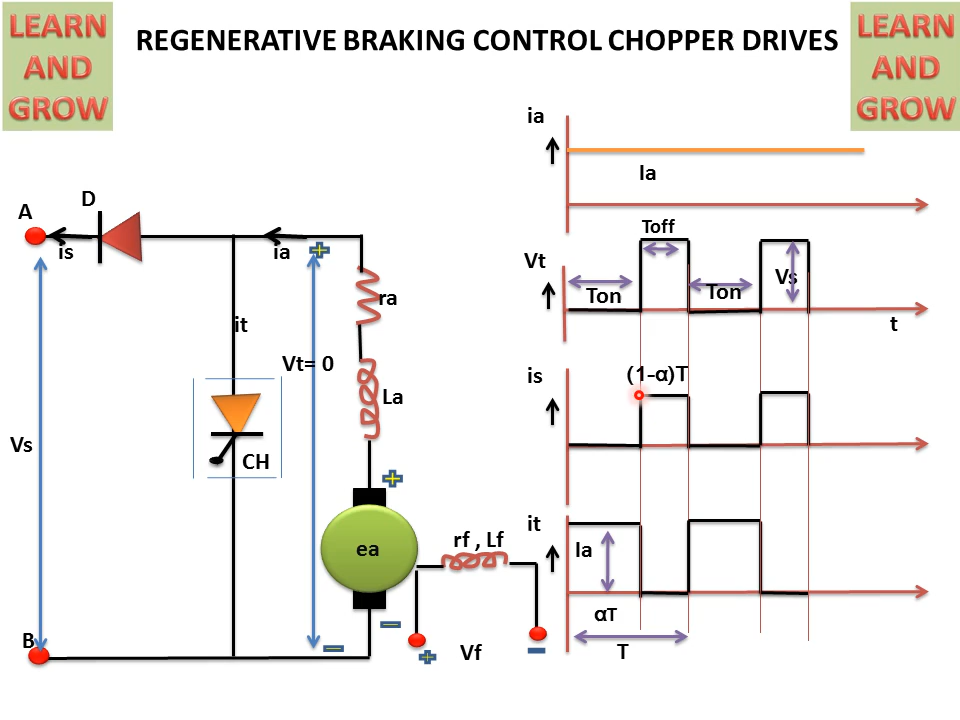 LEARN
AND
GROW
REGENERATIVE BRAKING CONTROL CHOPPER DRIVES
LEARN
AND
GROW
A
D
is
ia
+
ra
it
Vt= 0
La
Vs
CH
+
ea
rf , Lf
B
−
−
+
Vf
−
ia
Ia
Toff
Vt
Ton
Ton
Vs
t
(1-α)T
is
it
Ia
αT
T